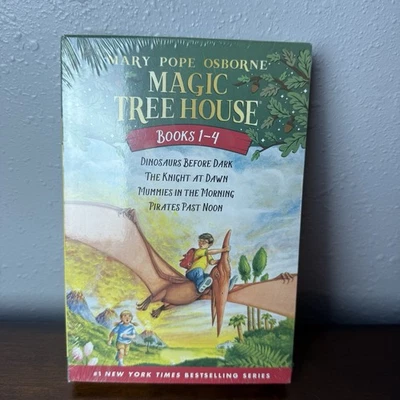 MARY POPE OSBORNE
MAGIC
TREE HOUSE
BOOKS 1-4
DINOSAURS BEFORE DARK
THE KNIGHT AT DAWN
MUMMIES IN THE MORNING
PIRATES PAST NOON
#1 NEW YORK TIMES BESTSELLING SERIES